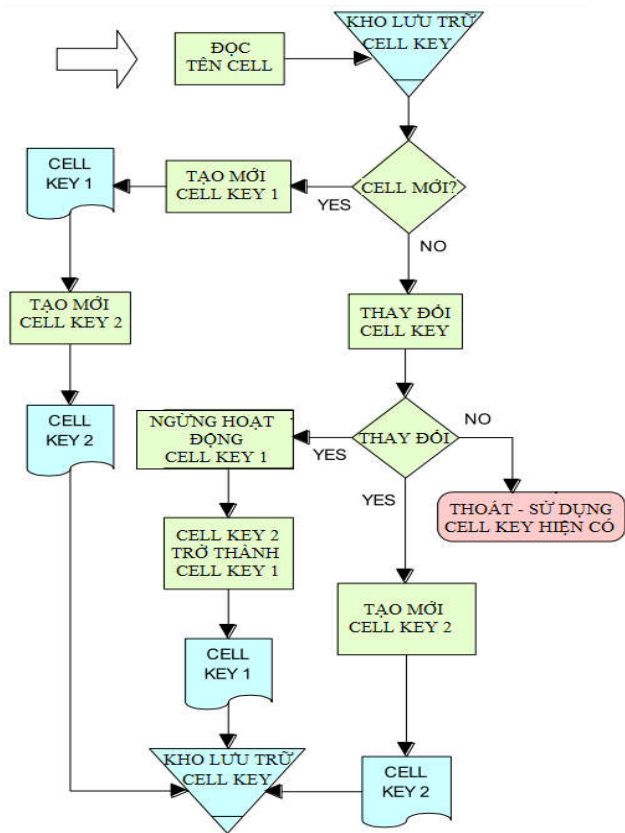 KHO LƯU TRỮ
CELL KEY
ĐỌC
TÊN CELL
CELL
KEY 1
TẠO MỚI
CELL KEY 1
YES
CELL MỚI?
NO
TẠO MỚI
CELL KEY 2
THAY ĐỔI
CELL KEY
CELL
KEY 2
NGỪNG HOẠT
ĐỘNG
CELL KEY 1
YES
THAY ĐỔI
NO
YES
THOÁT - SỬ DỤNG
CELL KEY HIỆN CÓ
CELL KEY 2
TRỞ THÀNH
CELL KEY 1
TẠO MỚI
CELL KEY 2
CELL
KEY 1
KHO LƯU TRỮ
CELL KEY
CELL
KEY 2